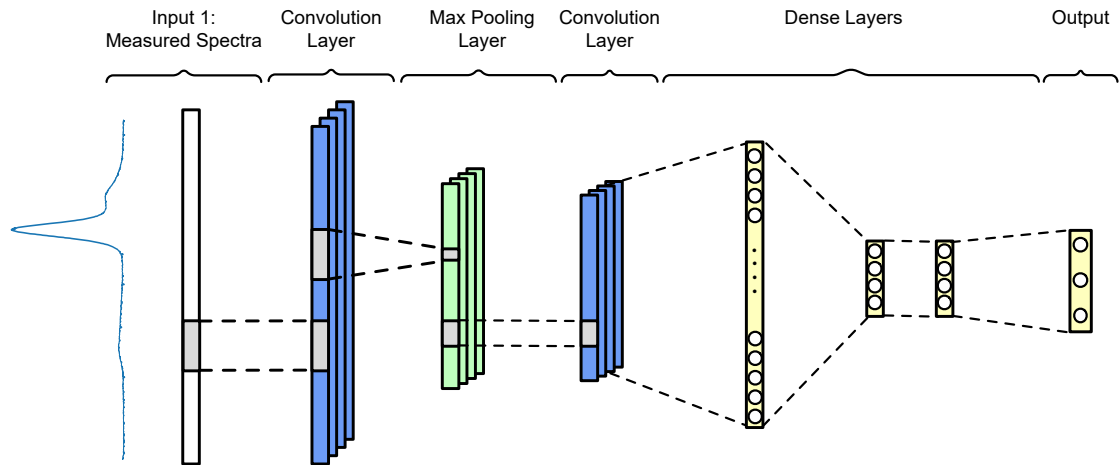 Input 1:
Measured Spectra
Convolution
Layer
Max Pooling
Layer
Convolution
Layer
Dense Layers
Output